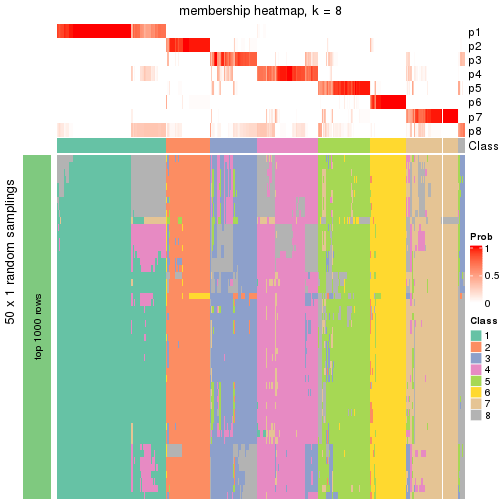 membership heatmap, k = 8
p1
p2
p3
p4
p5
p6
p7
p8
Class
50 x 1 random samplings
top 1000 rows
Prob
1
0.5
0
Class
1
2
3
4
5
6
7
8